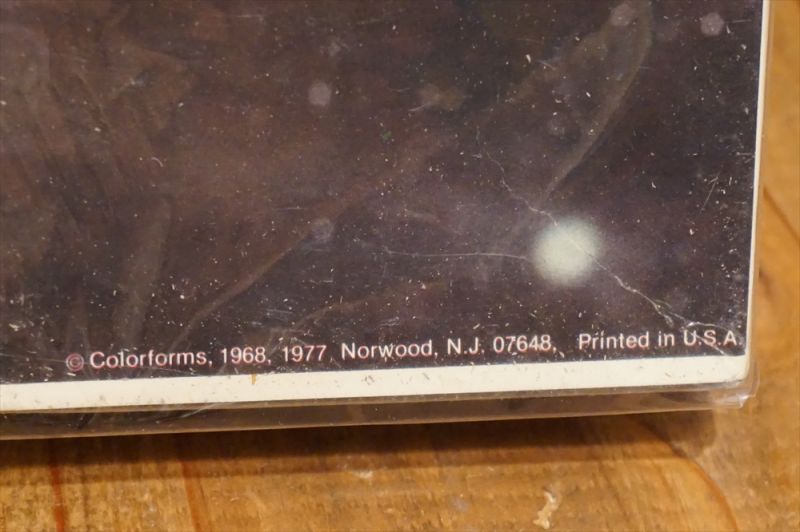 © Colorforms, 1968, 1977 Norwood, N.J. 07648, Printed in U.S.A.